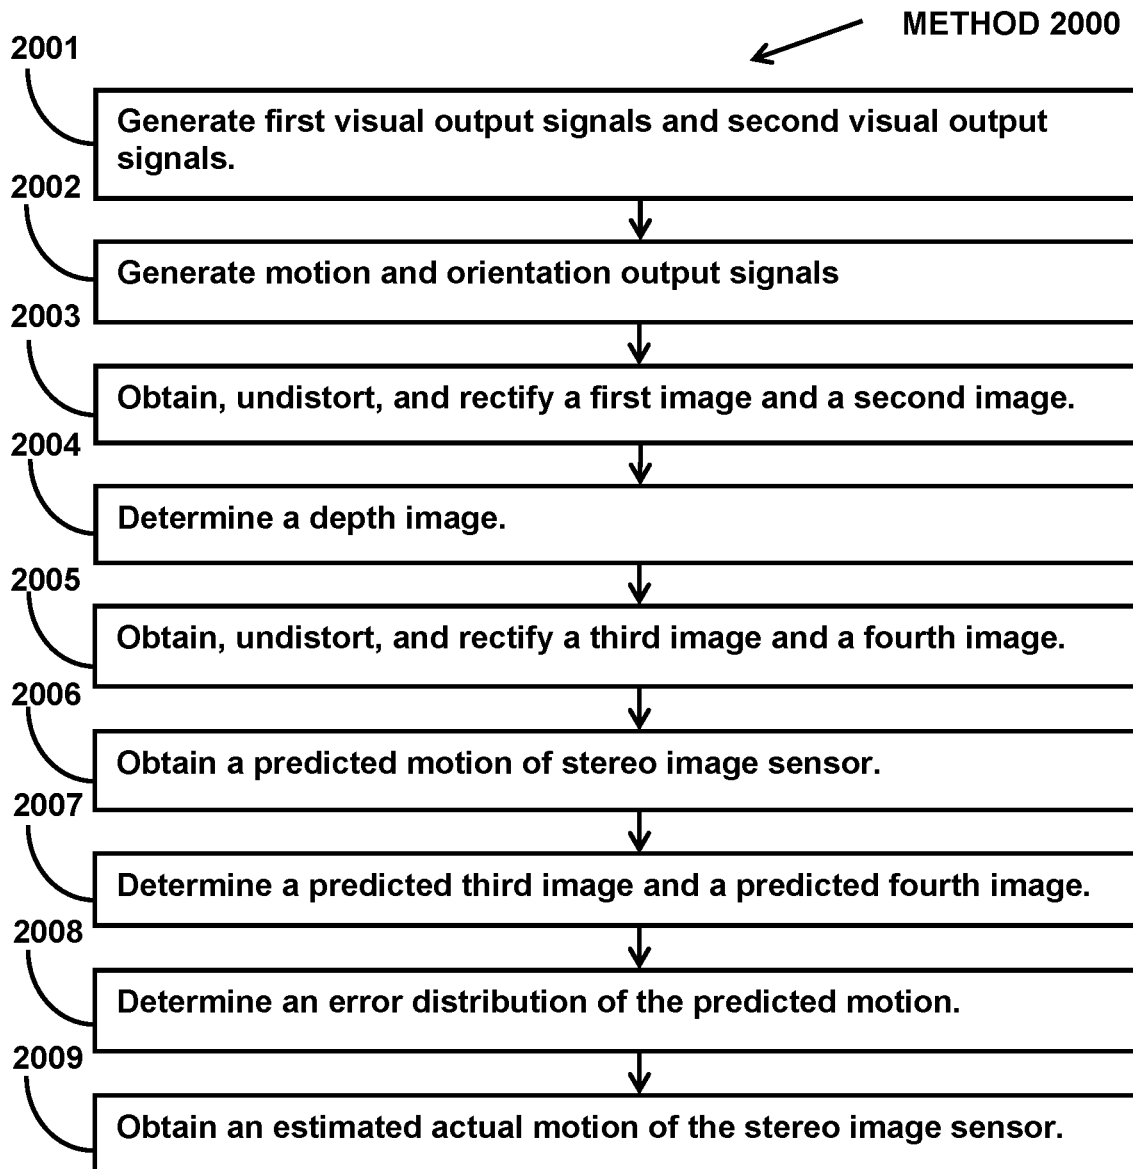 METHOD 2000
2001
Generate first visual output signals and second visual output
signals.
2002
Generate motion and orientation output signals
2003
Obtain, undistort, and rectify a first image and a second image.
2004
Determine a depth image.
2005
Obtain, undistort, and rectify a third image and a fourth image.
2006
Obtain a predicted motion of stereo image sensor.
2007
Determine a predicted third image and a predicted fourth image.
2008
Determine an error distribution of the predicted motion.
2009
Obtain an estimated actual motion of the stereo image sensor.